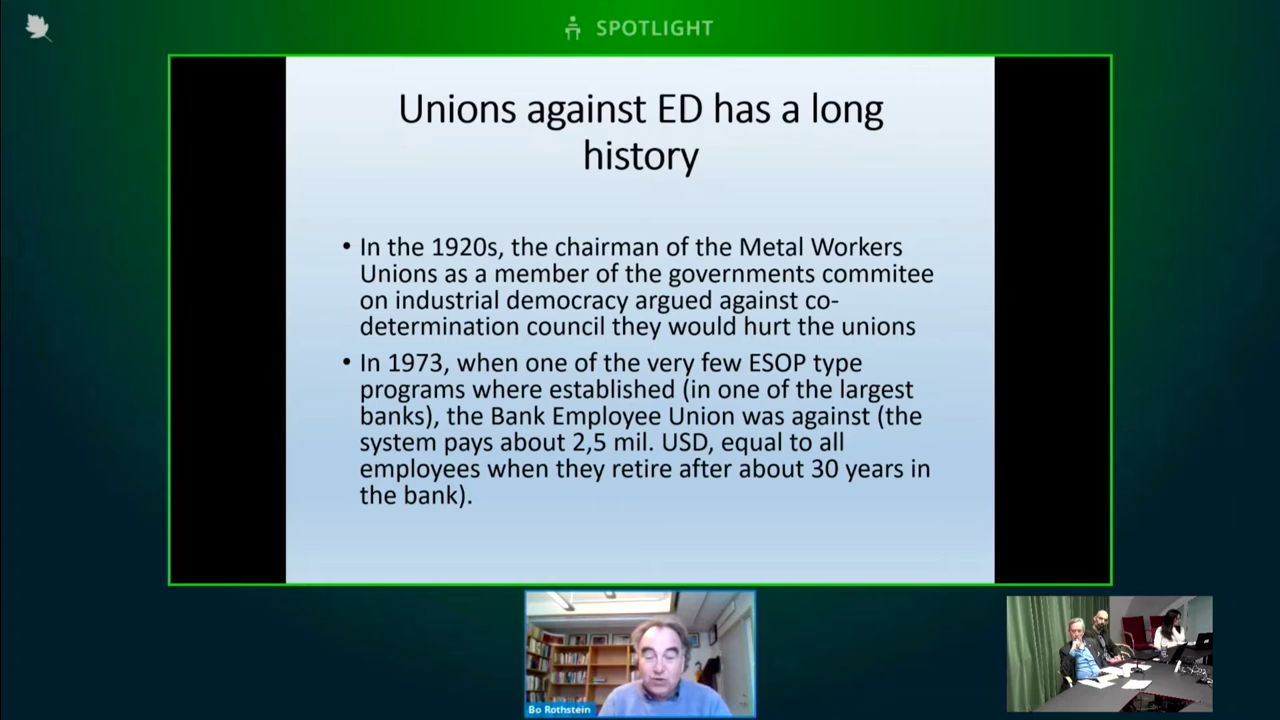 SPOTLIGHT
Unions against ED has a long
history
• In the 1920s, the chairman of the Metal Workers
Unions as a member of the governments commitee
on industrial democracy argued against co-
determination council they would hurt the unions
• In 1973, when one of the very few ESOP type
programs where established (in one of the largest
banks), the Bank Employee Union was against (the
system pays about 2,5 mil. USD, equal to all
employees when they retire after about 30 years in
the bank).
Bo Rothstein